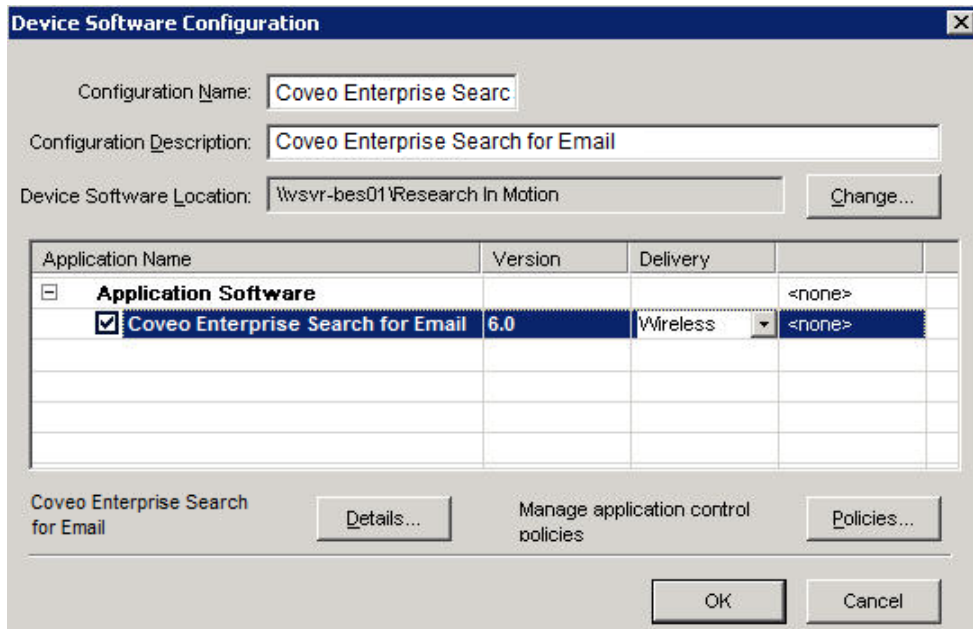 Device Software Configuration
Configuration Name: Coveo Enterprise Searc
Configuration Description: Coveo Enterprise Search for Email
Device Software Location: \\wsvr-bes01\Research In Motion Change...
Application Name Version Delivery
Application Software <none>
Coveo Enterprise Search for Email 6.0 Wireless <none>
Coveo Enterprise Search
for Email
Details...
Manage application control
policies
Policies...
OK Cancel